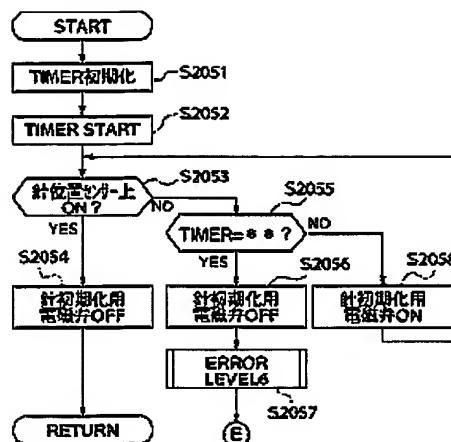 START
TIMER初期化
S2051
TIMER START
S2052
針位置センサー上
ON?
S2053
YES
NO
S2054
針初期化用
電磁弁OFF
TIMER=**?
S2055
YES
NO
S2056
針初期化用
電磁弁OFF
S2058
針初期化用
電磁弁ON
ERROR
LEVEL6
S2057
RETURN
E